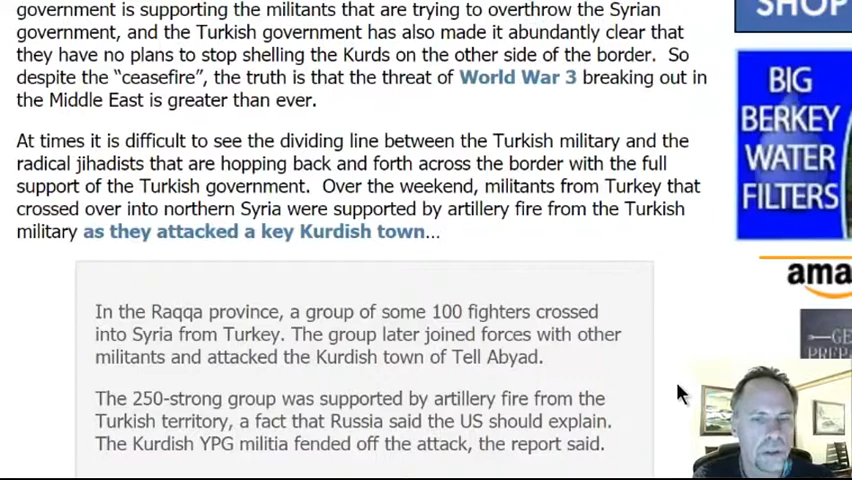 government is supporting the militants that are trying to overthrow the Syrian
government, and the Turkish government has also made it abundantly clear that
they have no plans to stop shelling the Kurds on the other side of the border.  So
despite the “ceasefire”, the truth is that the threat of World War 3 breaking out in
the Middle East is greater than ever.
At times it is difficult to see the dividing line between the Turkish military and the
radical jihadists that are hopping back and forth across the border with the full
support of the Turkish government.  Over the weekend, militants from Turkey that
crossed over into northern Syria were supported by artillery fire from the Turkish
military as they attacked a key Kurdish town...
In the Raqqa province, a group of some 100 fighters crossed
into Syria from Turkey. The group later joined forces with other
militants and attacked the Kurdish town of Tell Abyad.
The 250-strong group was supported by artillery fire from the
Turkish territory, a fact that Russia said the US should explain.
The Kurdish YPG militia fended off the attack, the report said.
SHOP
BIG
BERKEY
WATER
FILTERS
ama